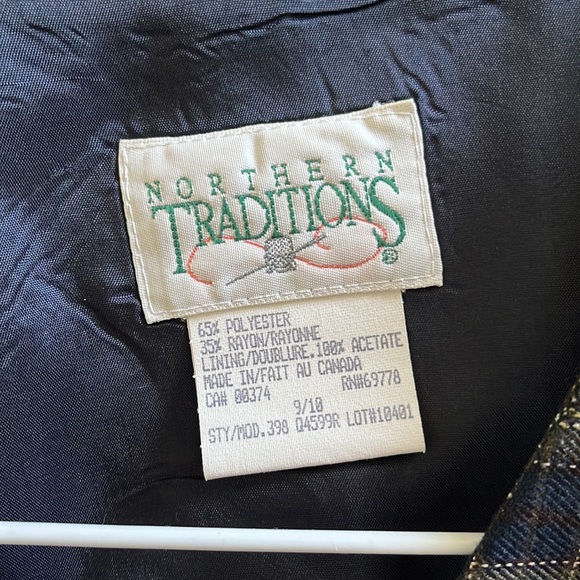 NORTHERN
TRADITIONS
®
65% POLYESTER
35% RAYON/RAYONNE
LINING/DOUBLURE.100% ACETATE
MADE IN/FAIT AU CANADA
CA# 00374 RN#69778
9/10
STY/MOD.398 Q4599R LOT#10401